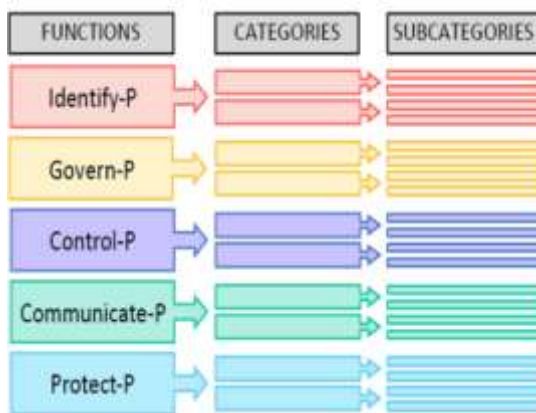 FUNCTIONS CATEGORIES SUBCATEGORIES
Identify-P
Govern-P
Control-P
Communicate-P
Protect-P